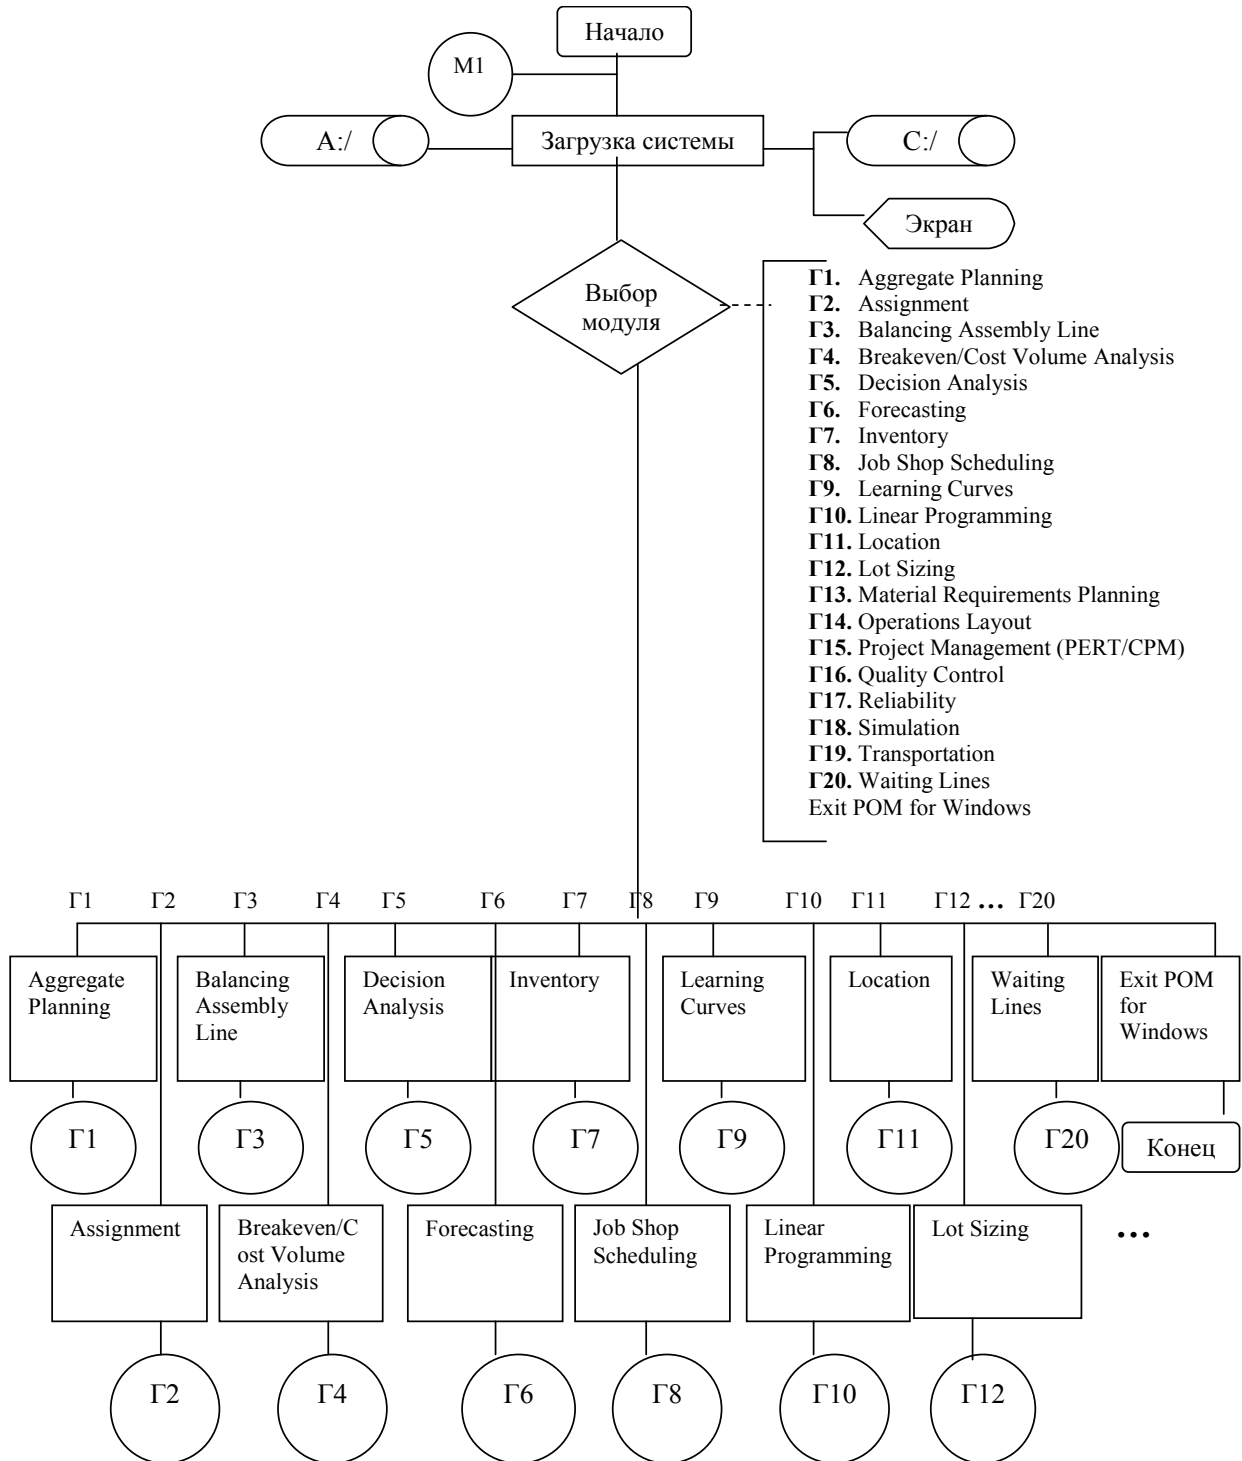 Начало
М1
А:/
Загрузка системы
С:/
Экран
Выбор
модуля
Г1. Aggregate Planning
Г2. Assignment
Г3. Balancing Assembly Line
Г4. Breakeven/Cost Volume Analysis
Г5. Decision Analysis
Г6. Forecasting
Г7. Inventory
Г8. Job Shop Scheduling
Г9. Learning Curves
Г10. Linear Programming
Г11. Location
Г12. Lot Sizing
Г13. Material Requirements Planning
Г14. Operations Layout
Г15. Project Management (PERT/CPM)
Г16. Quality Control
Г17. Reliability
Г18. Simulation
Г19. Transportation
Г20. Waiting Lines
Exit POM for Windows
Г1 Г2 Г3 Г4 Г5 Г6 Г7 Г8 Г9 Г10 Г11 Г12 ... Г20
Aggregate
Planning
Balancing
Assembly
Line
Decision
Analysis
Inventory
Learning
Curves
Location
Waiting
Lines
Exit POM
for
Windows
Г1
Г3
Г5
Г7
Г9
Г11
Г20
Конец
Assignment
Breakeven/C
ost Volume
Analysis
Forecasting
Job Shop
Scheduling
Linear
Programming
Lot Sizing
...
Г2
Г4
Г6
Г8
Г10
Г12